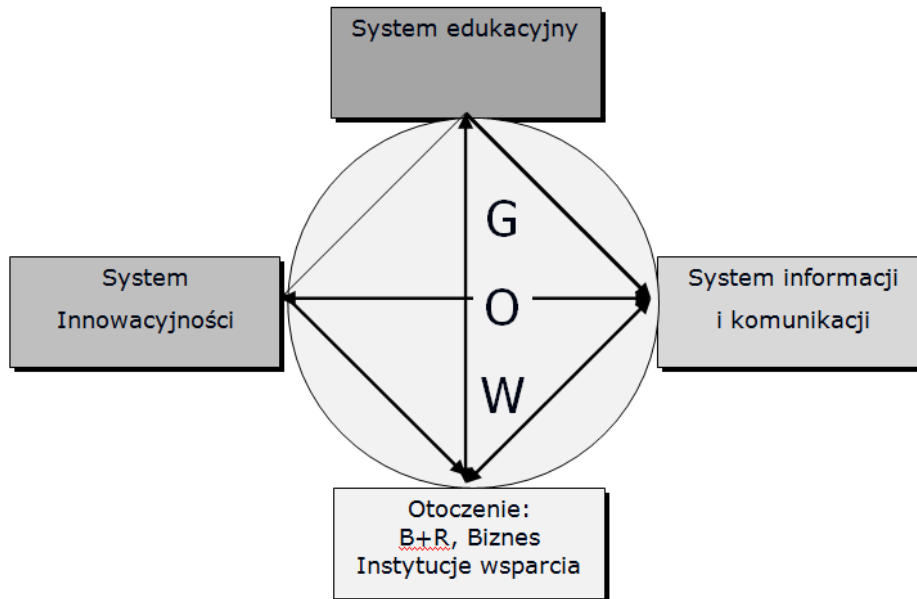 System edukacyjny
G
System
Innowacyjności
O
System informacji
i komunikacji
W
Otoczenie:
B+R, Biznes
Instytucje wsparcia